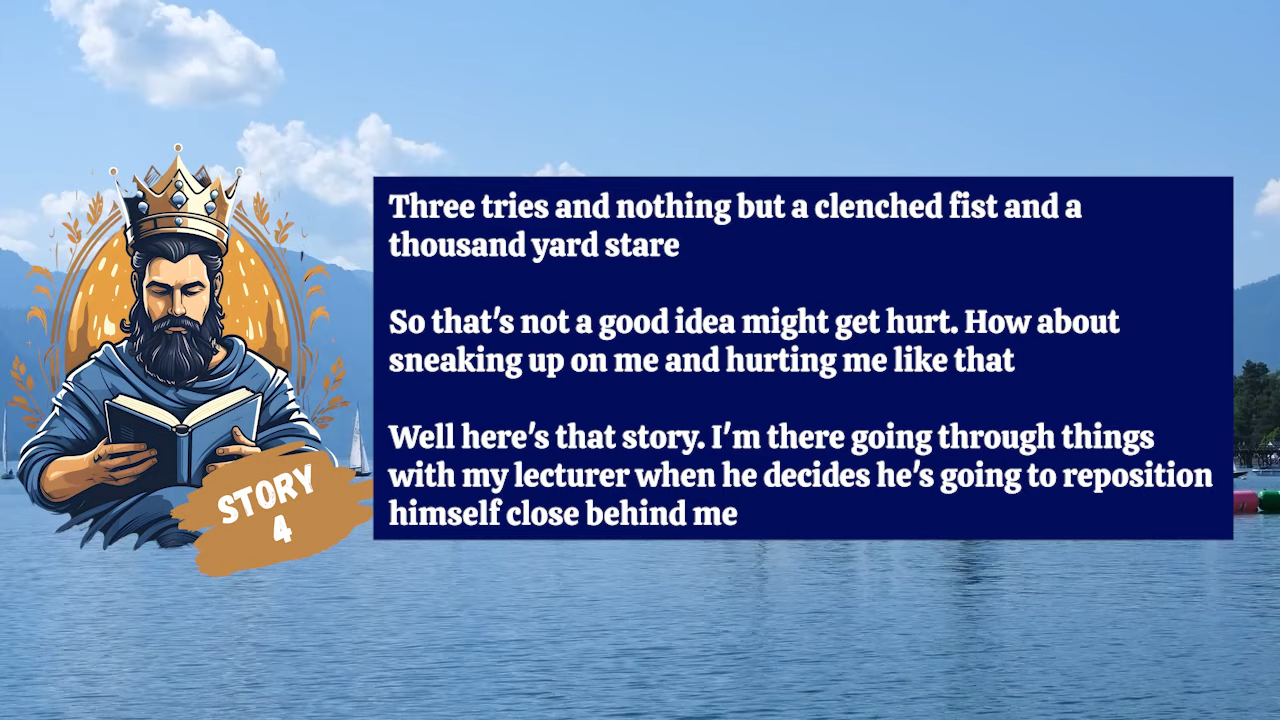 Three tries and nothing but a clenched fist and a
thousand yard stare
So that's not a good idea might get hurt. How about
sneaking up on me and hurting me like that
Well here's that story. I'm there going through things
with my lecturer when he decides he's going to reposition
himself close behind me
STORY
4